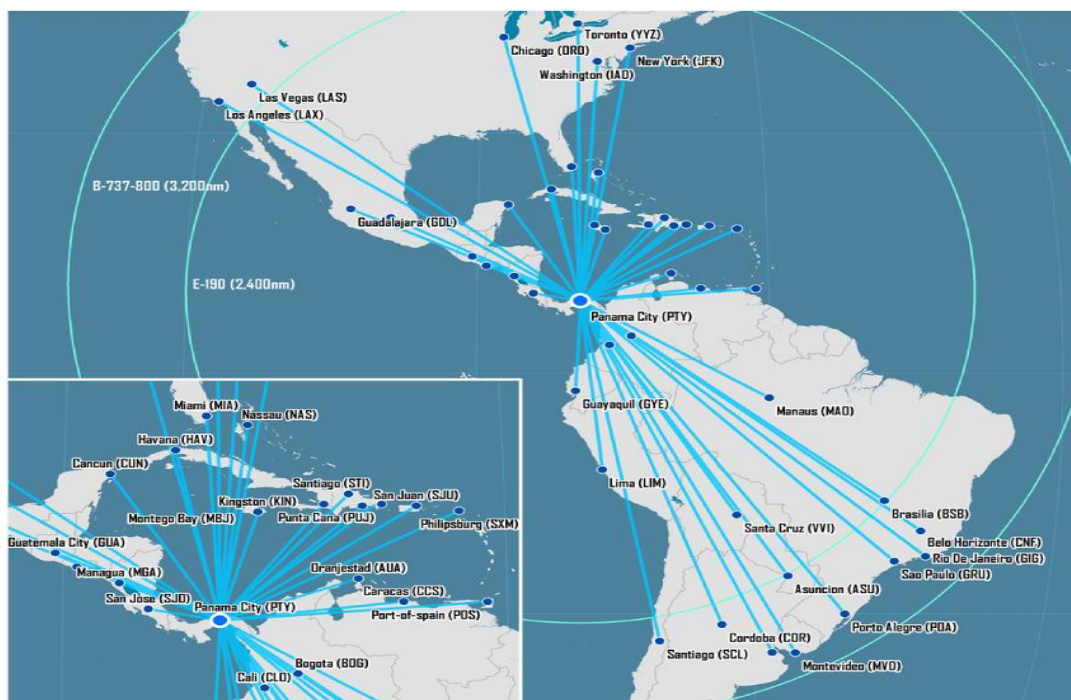 Toronto (YYZ)
Chicago (ORD)
New York (JFK)
Washington (IAD)
Las Vegas (LAS)
Los Angeles (LAX)
B-737-800 (3,200nm)
Guadalajara (GDL)
E-190 (2,400nm)
Panama City (PTY)
Guayaquil (GYE)
Manaus (MAO)
Lima (LIM)
Brasilia (BSB)
Santa Cruz (VVI)
Belo Horizonte (CNF)
Rio De Janeiro (GIG)
São Paulo (GRU)
Asuncion (ASU)
Porto Alegre (POA)
Cordoba (COR)
Santiago (SCL)
Montevideo (MVD)
Miami (MIA)
Nassau (NAS)
Havana (HAV)
Cancun (CUN)
Santiago (STI)
Kingston (KIN)
San Juan (SJU)
Montego Bay (MBJ)
Punta Cana (PUJ)
Philipsburg (SXM)
Guatemala City (GUA)
Managua (MGA)
Oranjestad (AUA)
San Jose (SJO)
Panama City (PTY)
Caracas (CCS)
Port-of-spain (POS)
Bogota (BOG)
Cali (CLO)